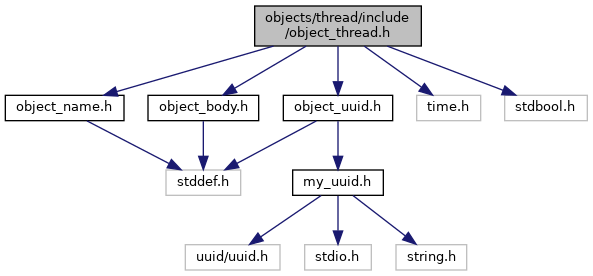 objects/thread/include
/object_thread.h
object_name.h
object_body.h
object_uuid.h
time.h
stdbool.h
stddef.h
my_uuid.h
uuid/uuid.h
stdio.h
string.h